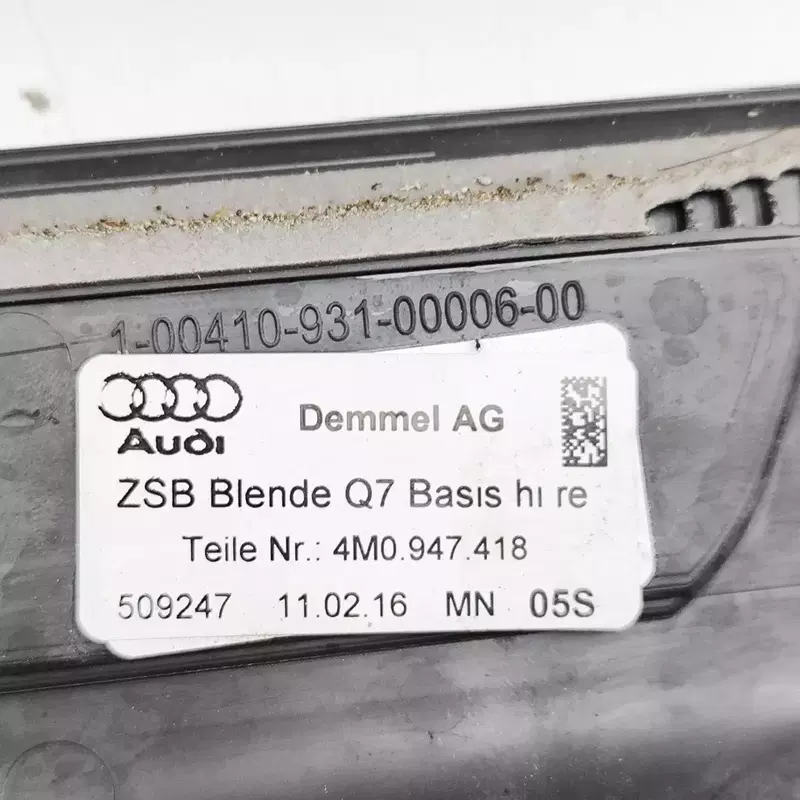 1-00410-931-00006-00
Audi
Demmel AG
ZSB Blende Q7 Basis hi re
Teile Nr.: 4M0.947.418
509247 11.02.16 MN 05S